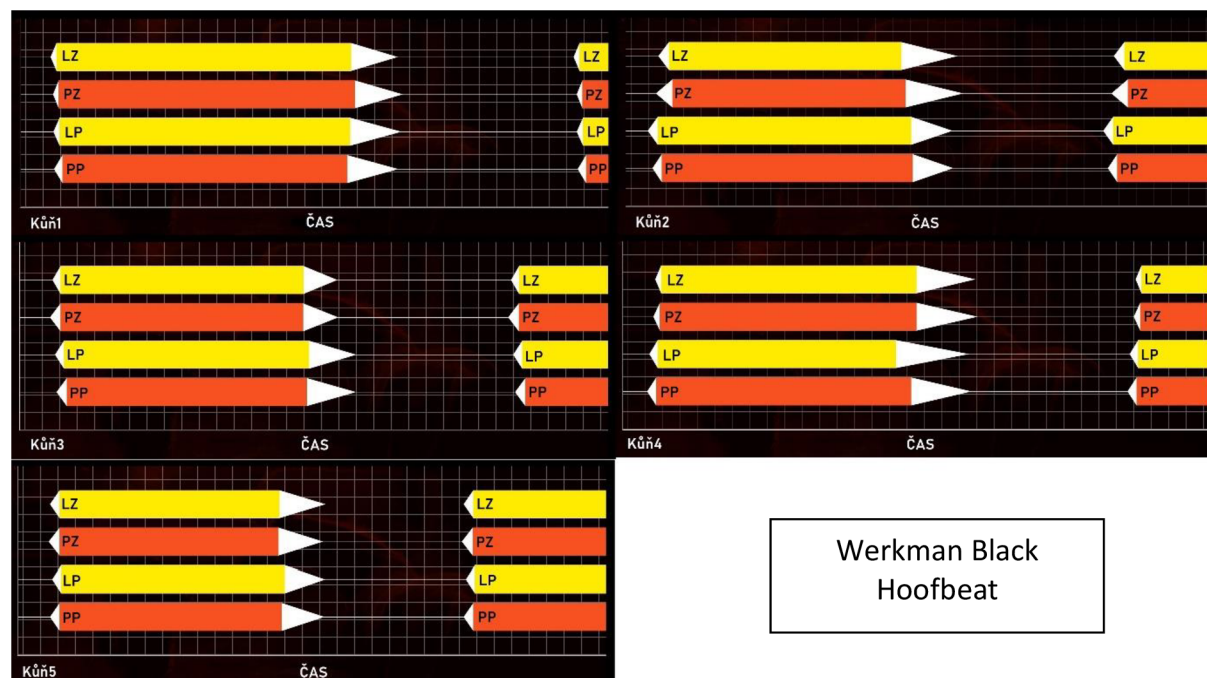 LZ LZ
PZ PZ
LP LP
PP PP
Kůň1 ČAS
LZ LZ
PZ PZ
LP LP
PP PP
Kůň2 ČAS
LZ LZ
PZ PZ
LP LP
PP PP
Kůň3 ČAS
LZ LZ
PZ PZ
LP LP
PP PP
Kůň4 ČAS
LZ LZ
PZ PZ
LP LP
PP PP
Kůň5 ČAS
Werkman Black
Hoofbeat